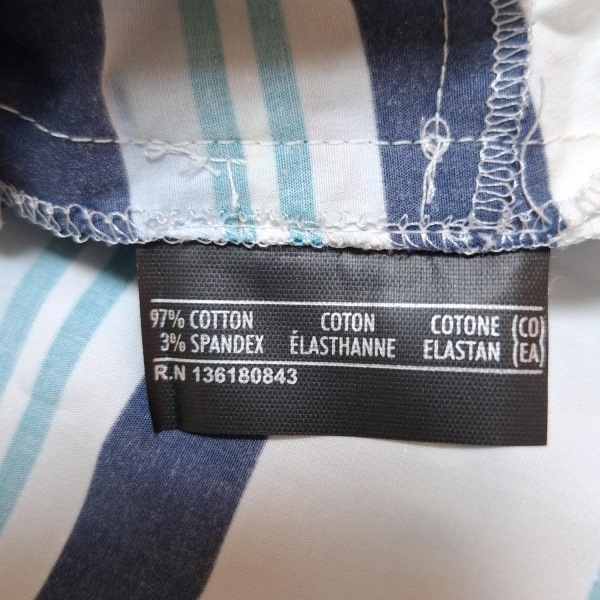 97% COTTON COTON COTONE (CO)
3% SPANDEX ÉLASTHANNE ELASTAN (EA)
R.N 136180843